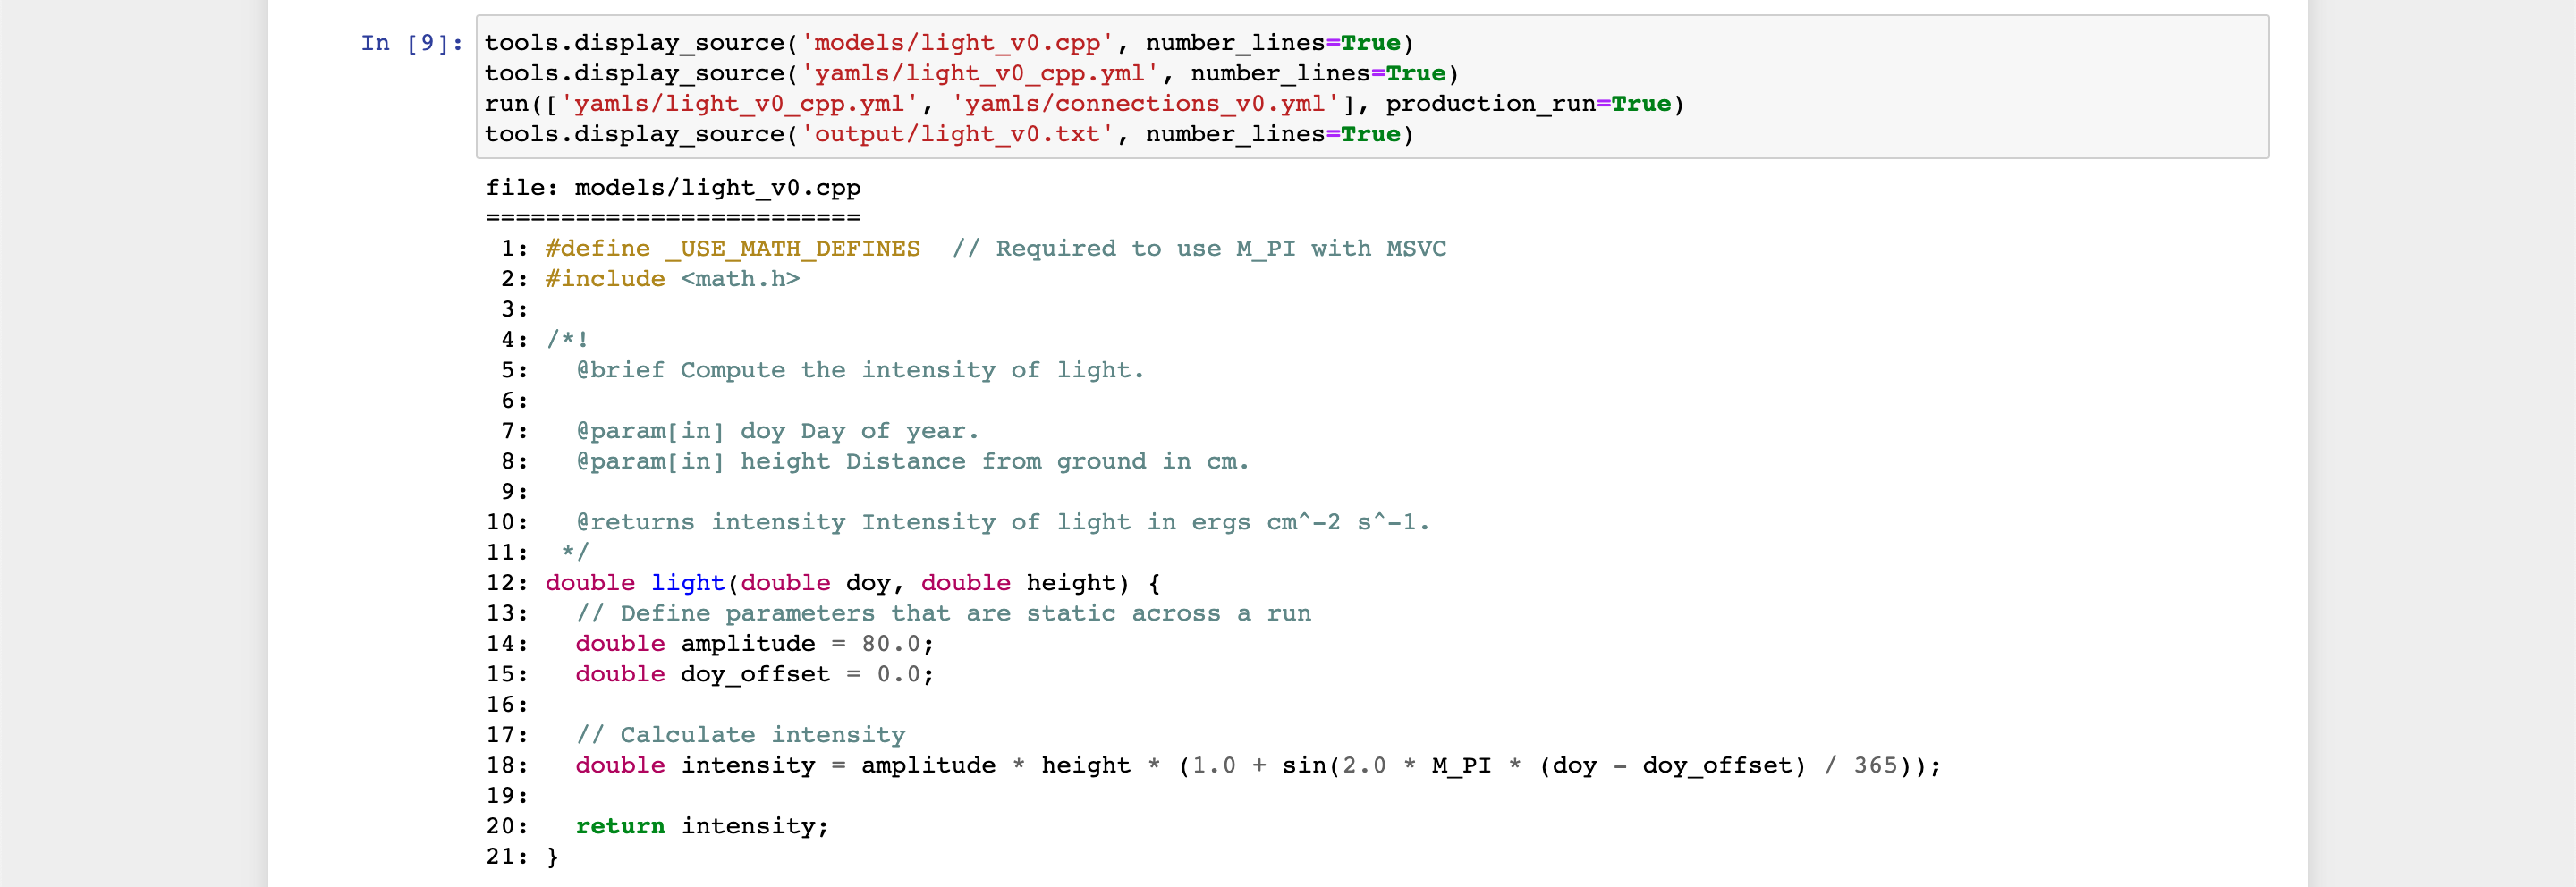 In [9]: tools.display_source('models/light_v0.cpp', number_lines=True)
tools.display_source('yamls/light_v0_cpp.yml', number_lines=True)
run(['yamls/light_v0_cpp.yml', 'yamls/connections_v0.yml'], production_run=True)
tools.display_source('output/light_v0.txt', number_lines=True)
file: models/light_v0.cpp
=========================
1: #define _USE_MATH_DEFINES  // Required to use M_PI with MSVC
2: #include <math.h>
3:
4: /*!
5:   @brief Compute the intensity of light.
6:
7:   @param[in] doy Day of year.
8:   @param[in] height Distance from ground in cm.
9:
10:   @returns intensity Intensity of light in ergs cm^-2 s^-1.
11:  */
12: double light(double doy, double height) {
13:   // Define parameters that are static across a run
14:   double amplitude = 80.0;
15:   double doy_offset = 0.0;
16:
17:   // Calculate intensity
18:   double intensity = amplitude * height * (1.0 + sin(2.0 * M_PI * (doy - doy_offset) / 365));
19:
20:   return intensity;
21: }